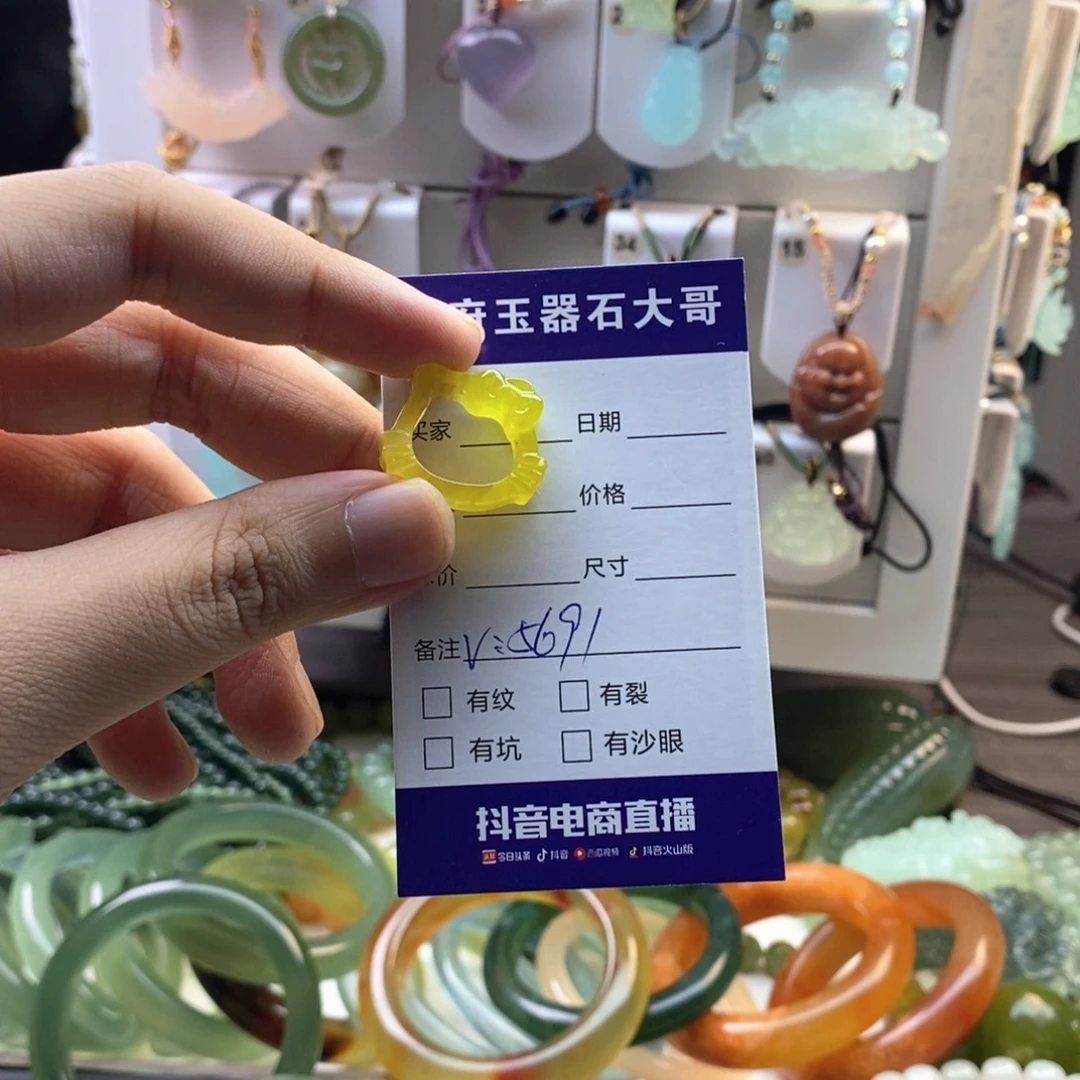 玉器石大哥
买家 日期
价格
价 尺寸
备注 V:5691
有纹 有裂
有坑 有沙眼
抖音电商直播
今日头条 抖音 西瓜视频 抖音火山版
34
15